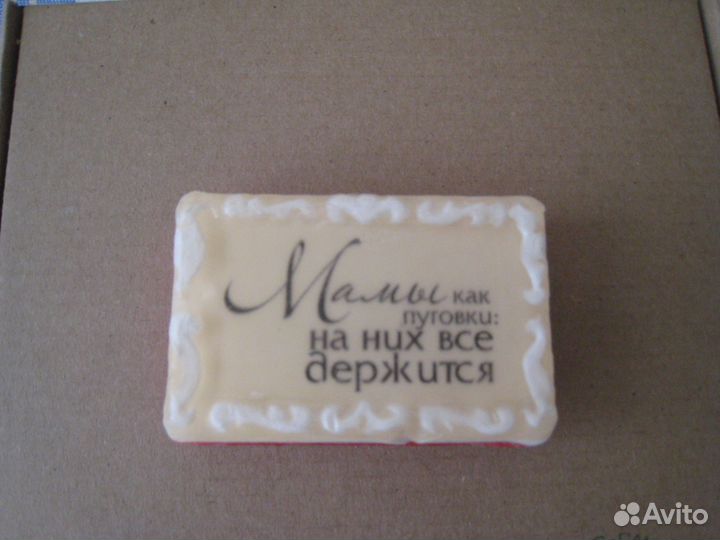 Мамы как
пуговки:
на них все
держится
Avito